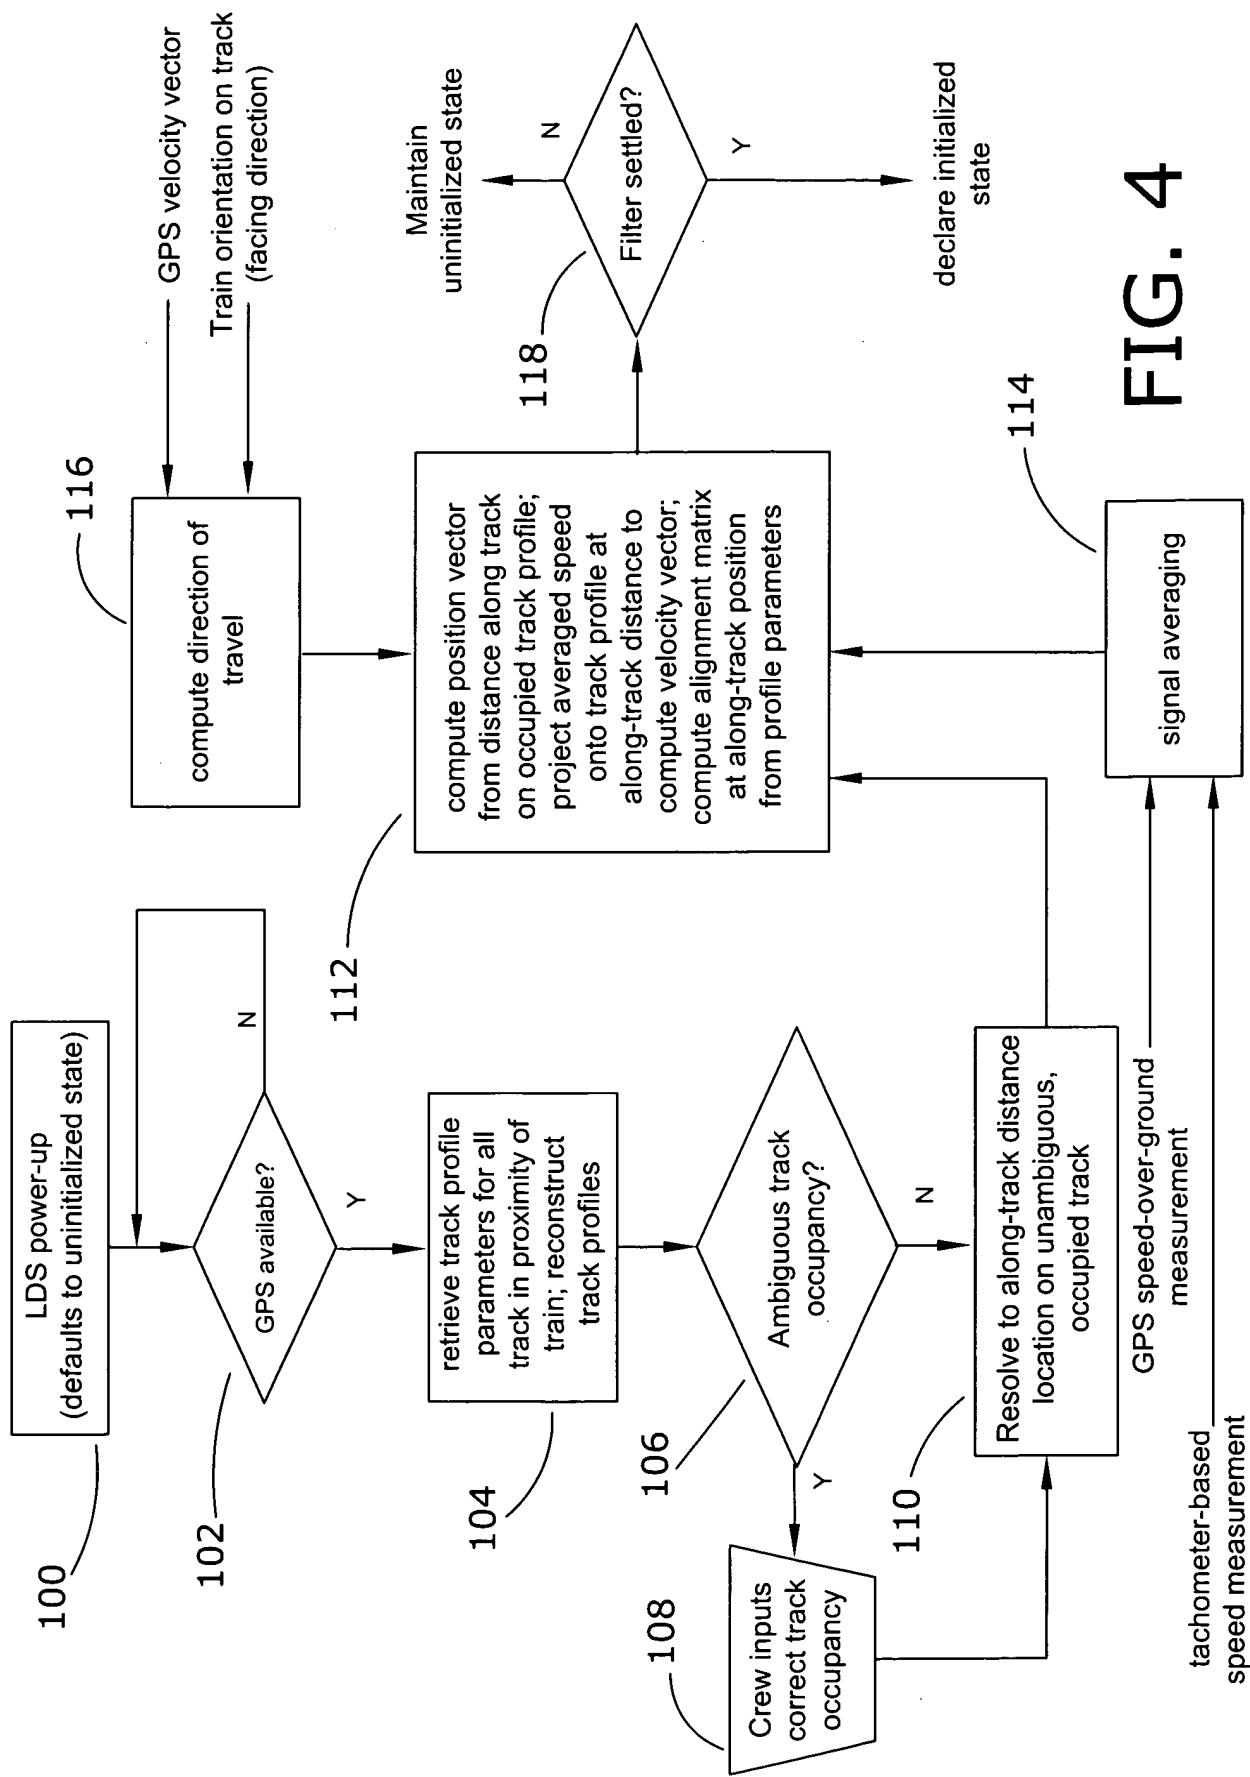 100
LDS power-up
(defaults to uninitialized state)
102
GPS available?
N
Y
104
retrieve track profile
parameters for all
track in proximity of
train; reconstruct
track profiles
106
Ambiguous track
occupancy?
Y
N
108
Crew inputs
correct track
occupancy
110
Resolve to along-track distance
location on unambiguous,
occupied track
GPS speed-over-ground
measurement
tachometer-based
speed measurement
116
compute direction of
travel
GPS velocity vector
Train orientation on track
(facing direction)
112
compute position vector
from distance along track
on occupied track profile;
project averaged speed
onto track profile at
along-track distance to
compute velocity vector;
compute alignment matrix
at along-track position
from profile parameters
114
signal averaging
118
Filter settled?
N
Maintain
uninitialized state
Y
declare initialized
state
FIG. 4